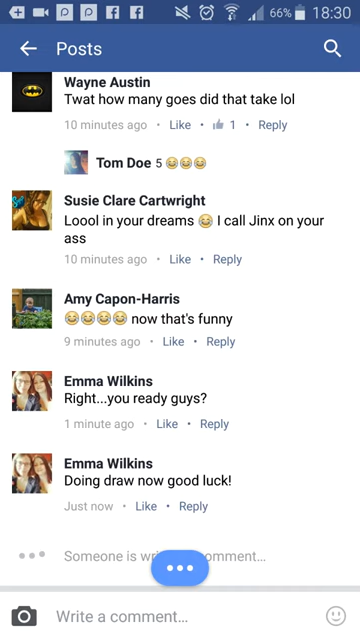 66% 18:30
Posts
Wayne Austin
Twat how many goes did that take lol
10 minutes ago • Like • 1 • Reply
Tom Doe 5 😂😂😂
Susie Clare Cartwright
Loool in your dreams 😂 I call Jinx on your
ass
10 minutes ago • Like • Reply
Amy Capon-Harris
😂😂😂😂 now that's funny
9 minutes ago • Like • Reply
Emma Wilkins
Right...you ready guys?
1 minute ago • Like • Reply
Emma Wilkins
Doing draw now good luck!
Just now • Like • Reply
Someone is
Write a comment...